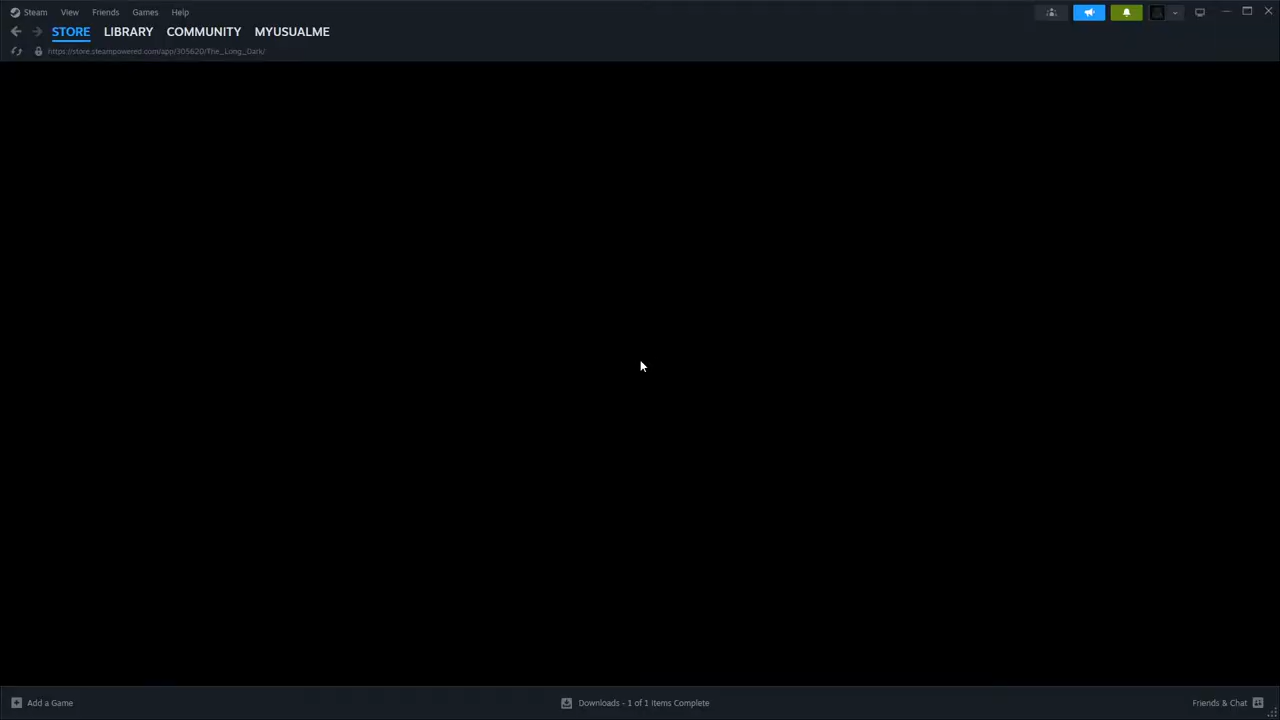 Steam View Friends Games Help
STORE LIBRARY COMMUNITY MYUSUALME
https://store.steampowered.com/app/305620/The_Long_Dark/
Add a Game
Downloads - 1 of 1 Items Complete
Friends & Chat